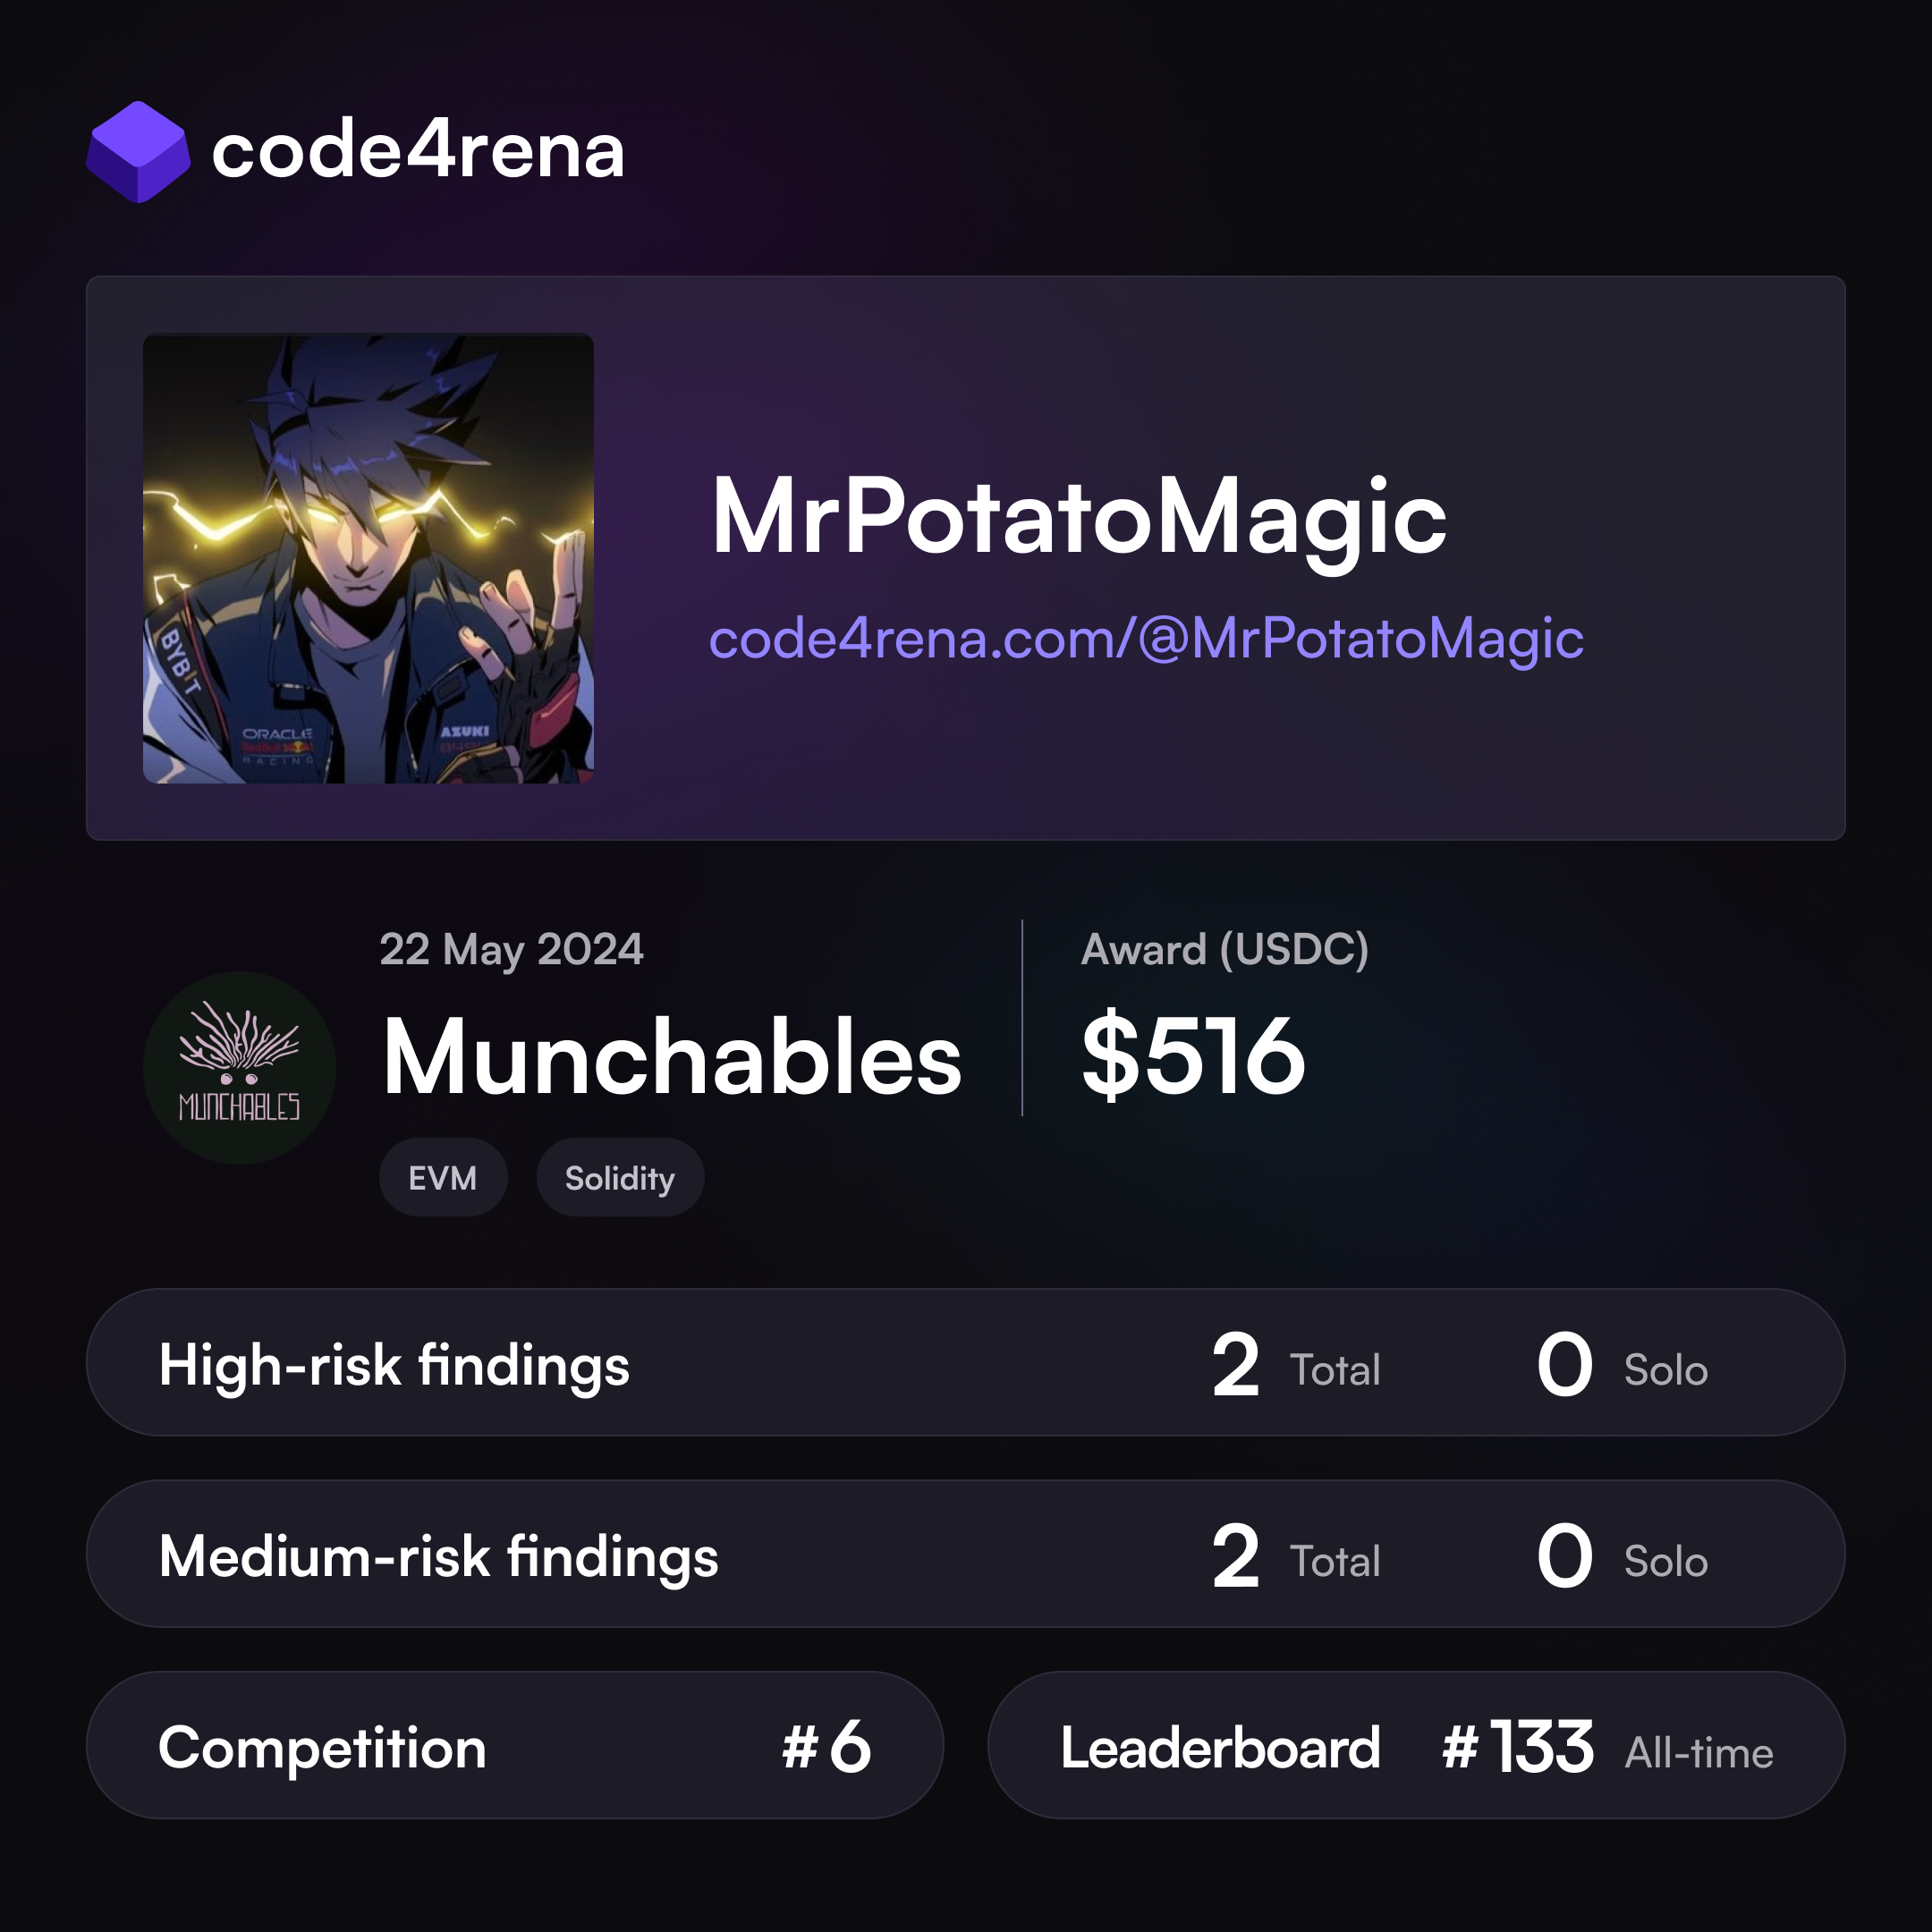 code4rena
MrPotatoMagic
code4rena.com/@MrPotatoMagic
BYBIT
ORACLE
Red Bull
RACING
AZUKI
22 May 2024
Munchables
MUNCHABLES
EVM
Solidity
Award (USDC)
$516
High-risk findings 2 Total 0 Solo
Medium-risk findings 2 Total 0 Solo
Competition #6
Leaderboard #133 All-time